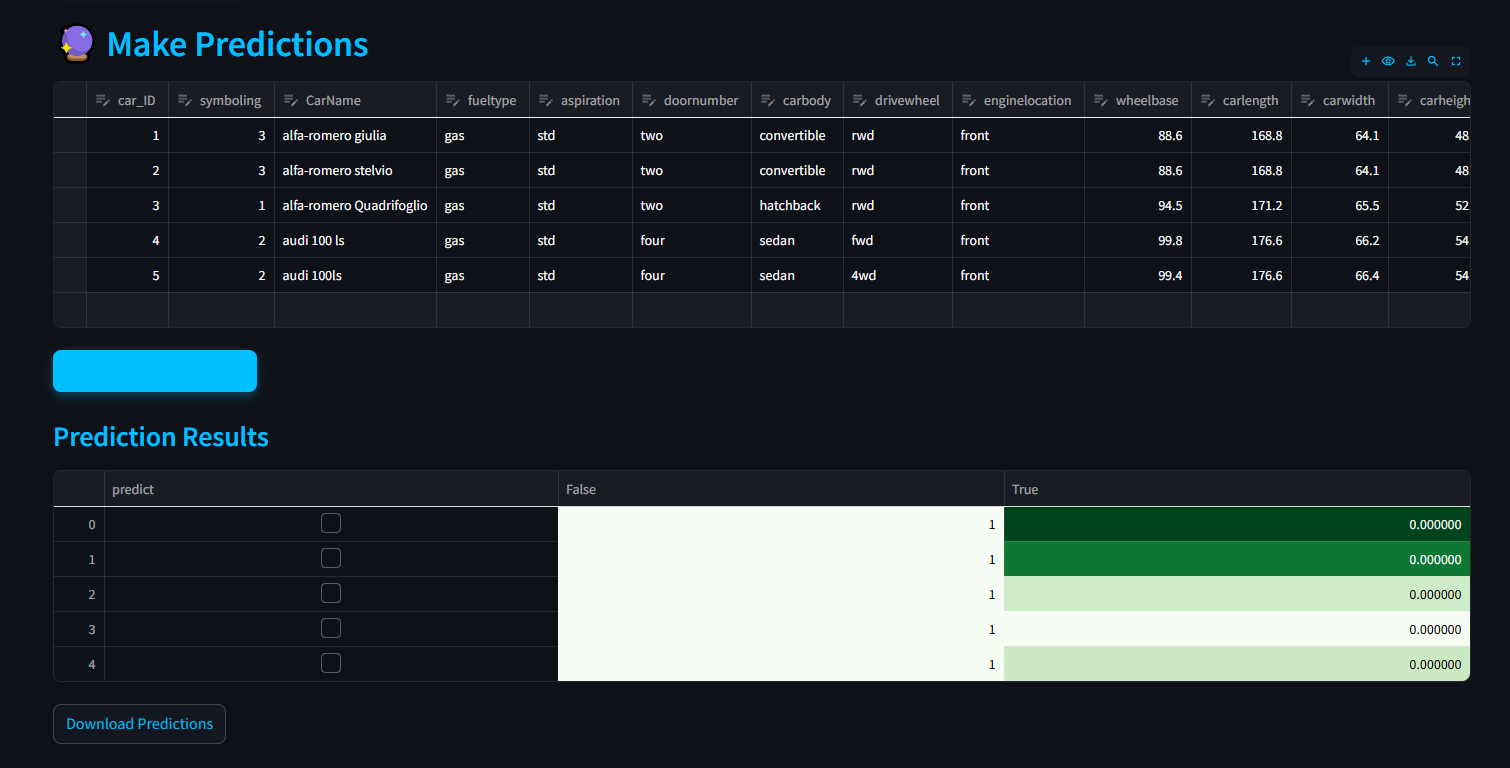 Make Predictions
car_ID symboling CarName fueltype aspiration doornumber carbody drivewheel enginelocation wheelbase carlength carwidth carheigh
1 3 alfa-romero giulia gas std two convertible rwd front 88.6 168.8 64.1 48
2 3 alfa-romero stelvio gas std two convertible rwd front 88.6 168.8 64.1 48
3 1 alfa-romero Quadrifoglio gas std two hatchback rwd front 94.5 171.2 65.5 52
4 2 audi 100 ls gas std four sedan fwd front 99.8 176.6 66.2 54
5 2 audi 100ls gas std four sedan 4wd front 99.4 176.6 66.4 54
Prediction Results
predict False True
0 1 0.000000
1 1 0.000000
2 1 0.000000
3 1 0.000000
4 1 0.000000
Download Predictions